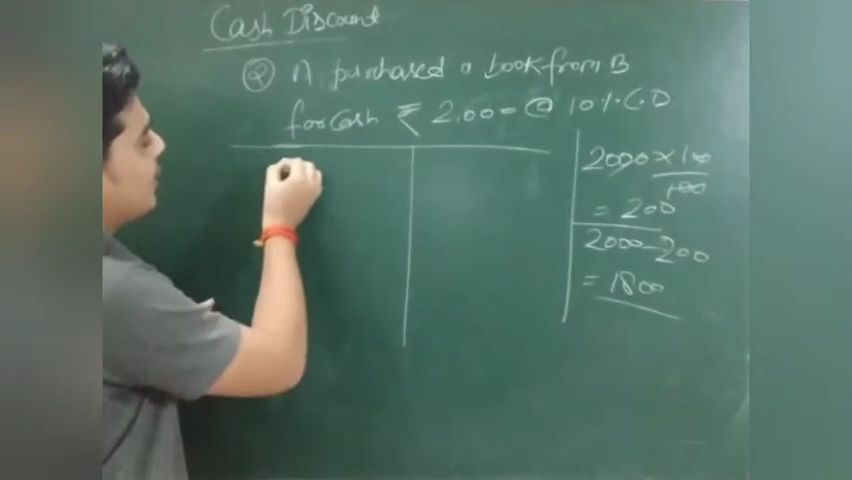 Cash Discount
Q A purchased a book from B
for Cash ₹ 2,000 @ 10% C.D.
2000 × 10
100
= 200
2000 - 200
= 1800